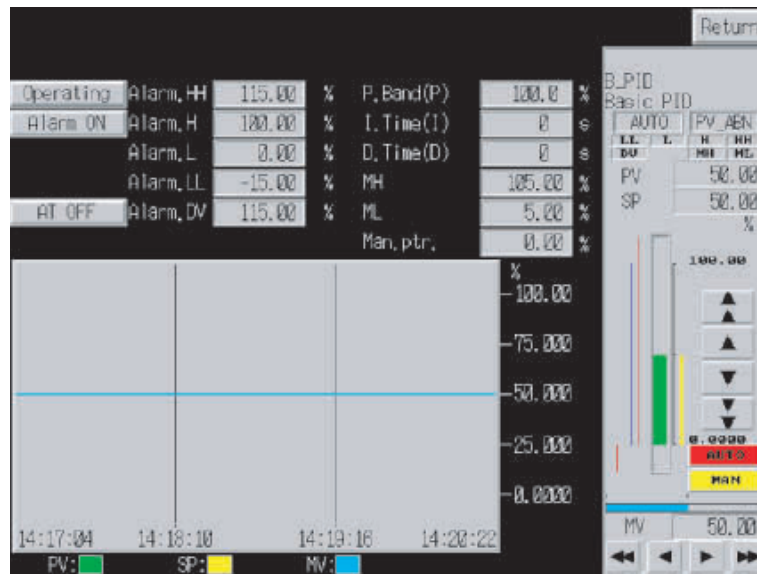 Return
Operating Alarm.HH 115.00 % P.Band(P) 100.0 %
Alarm ON Alarm.H 100.00 % I.Time(I) 0 s
Alarm.L 0.00 % D.Time(D) 0 s
Alarm.LL -15.00 % MH 105.00 %
AT OFF Alarm.DV 115.00 % ML 5.00 %
Man.ptr. 0.00 %
B_PID
Basic PID
AUTO PV_ABN
LL L H HH
DV MH ML
PV 50.00
SP 50.00
%
100.00
0.0000
AUTO
MAN
MV 50.00
%
100.00
75.000
50.000
25.000
0.0000
14:17:04 14:18:10 14:19:16 14:20:22
PV: SP: MV: